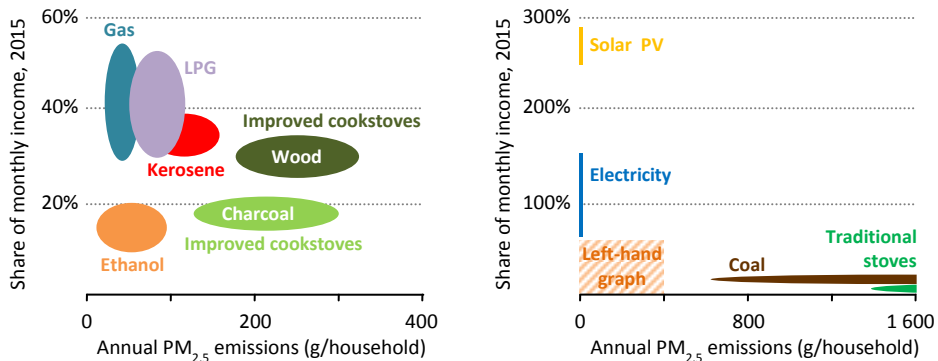 Share of monthly income, 2015
60%
40%
20%
Gas
LPG
Kerosene
Improved cookstoves
Wood
Charcoal
Improved cookstoves
Ethanol
0
200
400
Annual PM2.5 emissions (g/household)
Share of monthly income, 2015
300%
200%
100%
Solar PV
Electricity
Left-hand
graph
Coal
Traditional
stoves
0
800
1 600
Annual PM2.5 emissions (g/household)